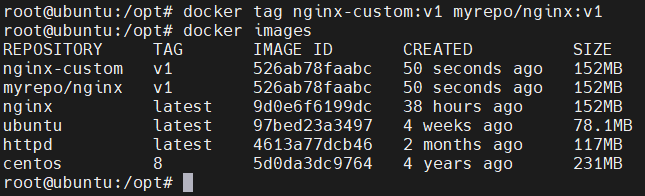 root@ubuntu:/opt# docker tag nginx-custom:v1 myrepo/nginx:v1
root@ubuntu:/opt# docker images
REPOSITORY     TAG       IMAGE ID       CREATED          SIZE
nginx-custom   v1        526ab78faabc   50 seconds ago   152MB
myrepo/nginx   v1        526ab78faabc   50 seconds ago   152MB
nginx          latest    9d0e6f6199dc   38 hours ago     152MB
ubuntu         latest    97bed23a3497   4 weeks ago      78.1MB
httpd          latest    4613a77dcb46   2 months ago     117MB
centos         8         5d0da3dc9764   4 years ago      231MB
root@ubuntu:/opt#